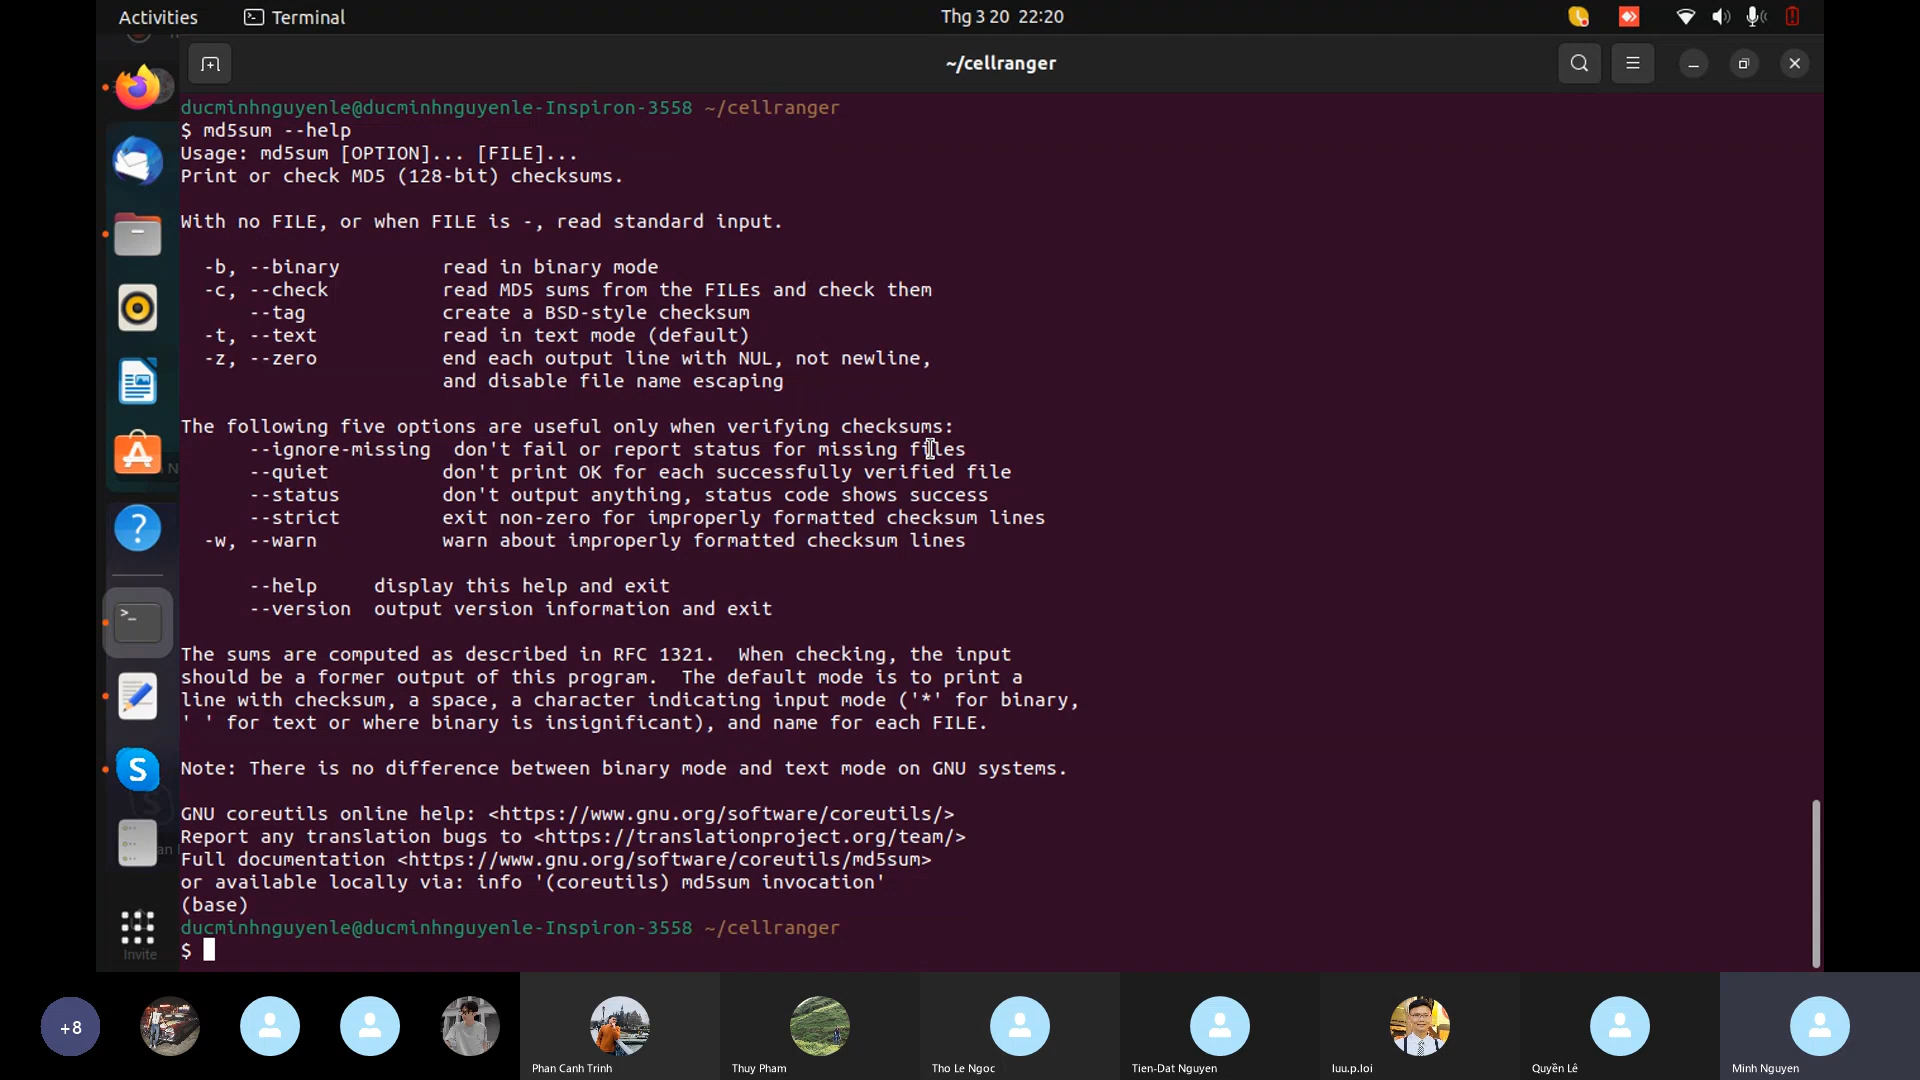 Activities
Terminal
Thg 3 20 22:20
~/cellranger
ducminhnguyenle@ducminhnguyenle-Inspiron-3558 ~/cellranger
$ md5sum --help
Usage: md5sum [OPTION]... [FILE]...
Print or check MD5 (128-bit) checksums.
With no FILE, or when FILE is -, read standard input.
-b, --binary read in binary mode
-c, --check read MD5 sums from the FILEs and check them
--tag create a BSD-style checksum
-t, --text read in text mode (default)
-z, --zero end each output line with NUL, not newline,
and disable file name escaping
The following five options are useful only when verifying checksums:
--ignore-missing don't fail or report status for missing files
--quiet don't print OK for each successfully verified file
--status don't output anything, status code shows success
--strict exit non-zero for improperly formatted checksum lines
-w, --warn warn about improperly formatted checksum lines
--help display this help and exit
--version output version information and exit
The sums are computed as described in RFC 1321. When checking, the input
should be a former output of this program. The default mode is to print a
line with checksum, a space, a character indicating input mode ('*' for binary,
' ' for text or where binary is insignificant), and name for each FILE.
Note: There is no difference between binary mode and text mode on GNU systems.
GNU coreutils online help: <https://www.gnu.org/software/coreutils/>
Report any translation bugs to <https://translationproject.org/team/>
Full documentation <https://www.gnu.org/software/coreutils/md5sum>
or available locally via: info '(coreutils) md5sum invocation'
(base)
ducminhnguyenle@ducminhnguyenle-Inspiron-3558 ~/cellranger
$
Invite
+8
Phan Canh Trinh
Thuy Pham
Tho Le Ngoc
Tien-Dat Nguyen
luu.p.loi
Quyền Lê
Minh Nguyen